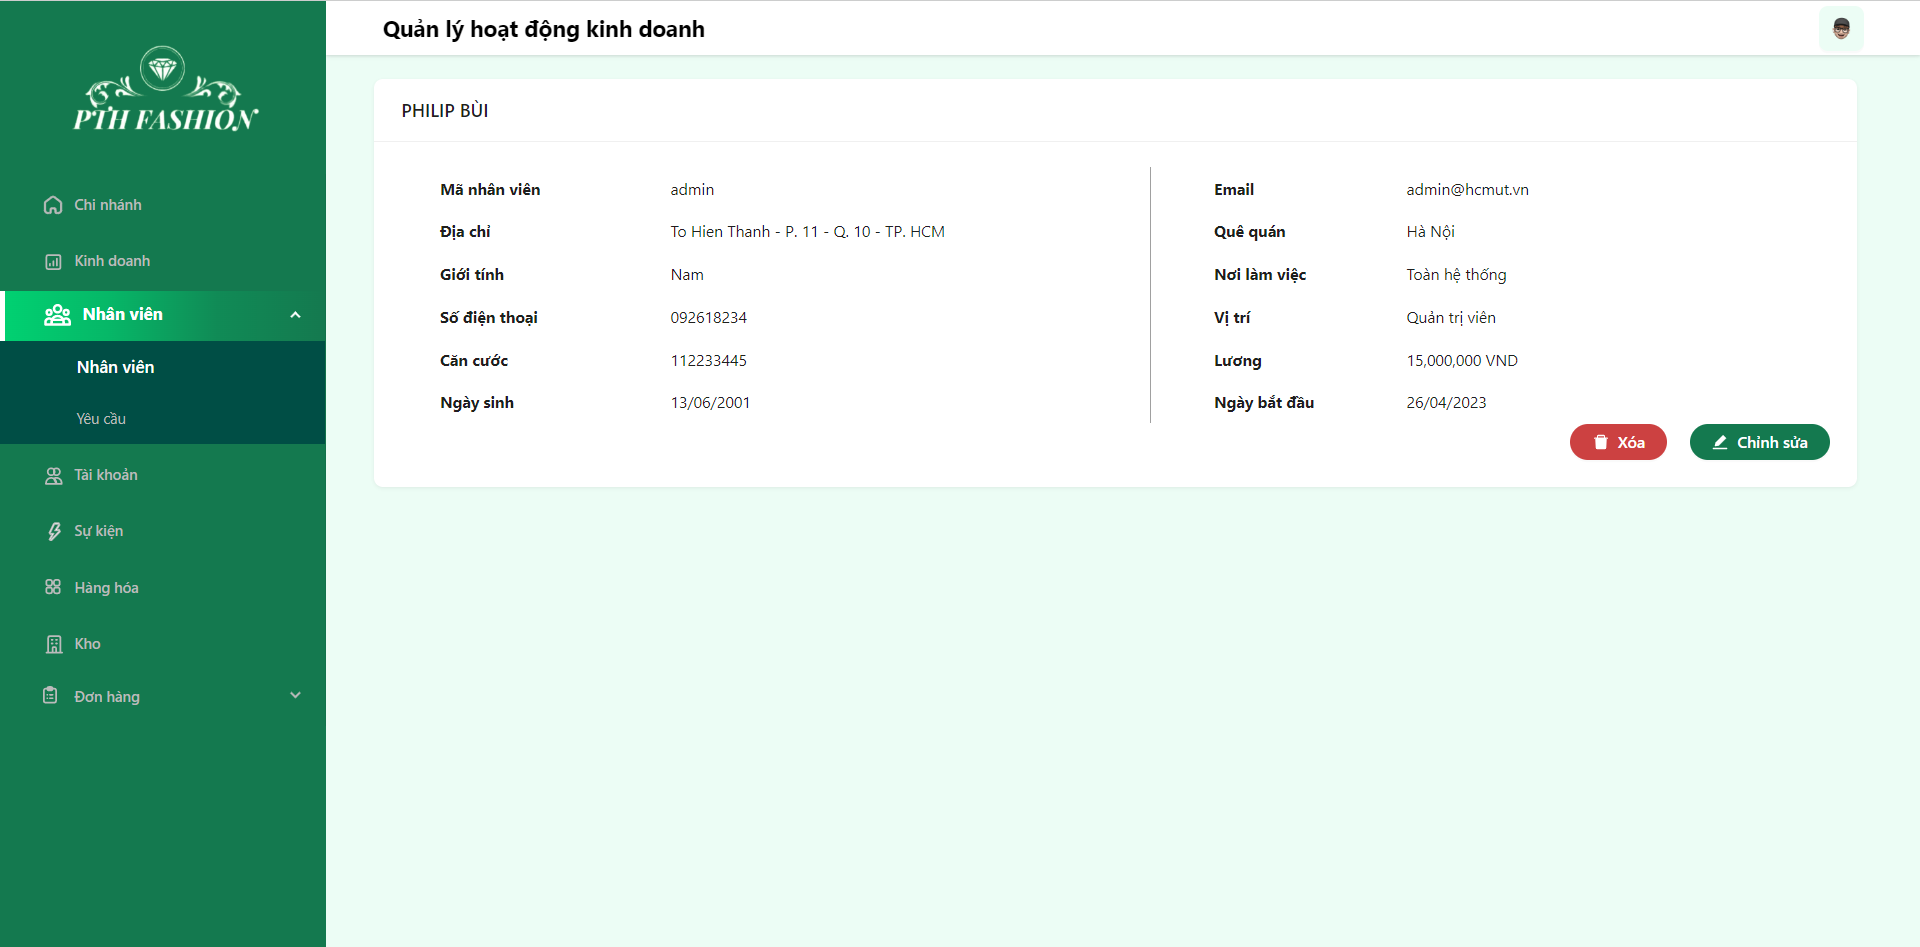 PTH FASHION
Chi nhánh
Kinh doanh
Nhân viên
Nhân viên
Yêu cầu
Tài khoản
Sự kiện
Hàng hóa
Kho
Đơn hàng
Quản lý hoạt động kinh doanh
PHILIP BÙI
Mã nhân viên admin
Địa chỉ To Hien Thanh - P. 11 - Q. 10 - TP. HCM
Giới tính Nam
Số điện thoại 092618234
Căn cước 112233445
Ngày sinh 13/06/2001
Email admin@hcmut.vn
Quê quán Hà Nội
Nơi làm việc Toàn hệ thống
Vị trí Quản trị viên
Lương 15,000,000 VND
Ngày bắt đầu 26/04/2023
Xóa
Chỉnh sửa